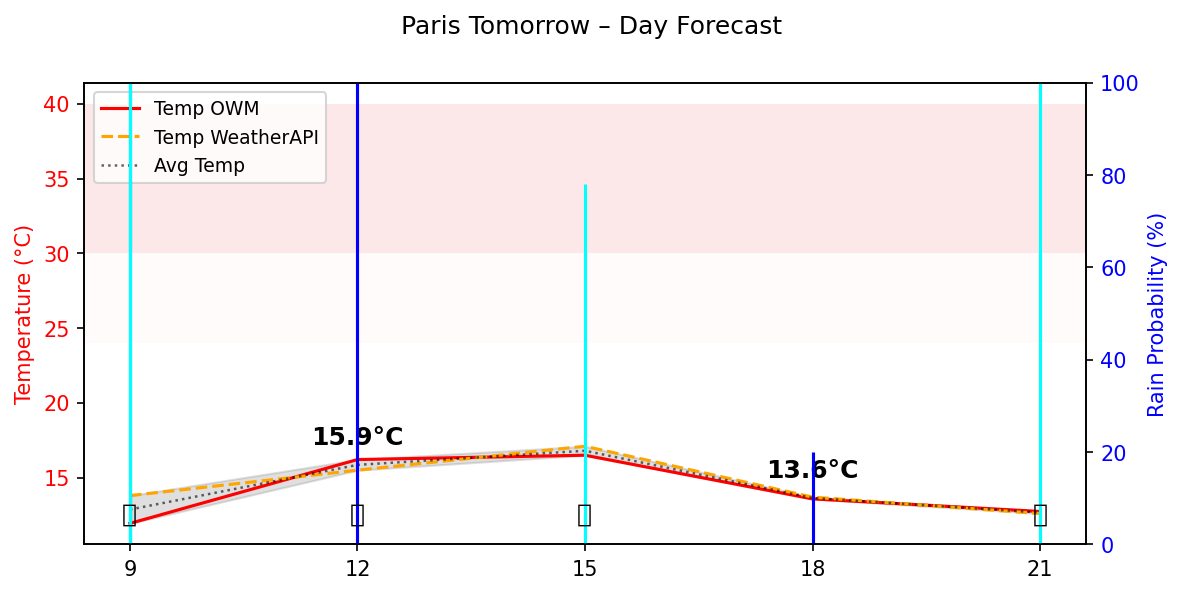 Paris Tomorrow – Day Forecast
Temp OWM
Temp WeatherAPI
Avg Temp
Temperature (°C)
40
35
30
25
20
15
15.9°C
13.6°C
Rain Probability (%)
100
80
60
40
20
0
9
12
15
18
21